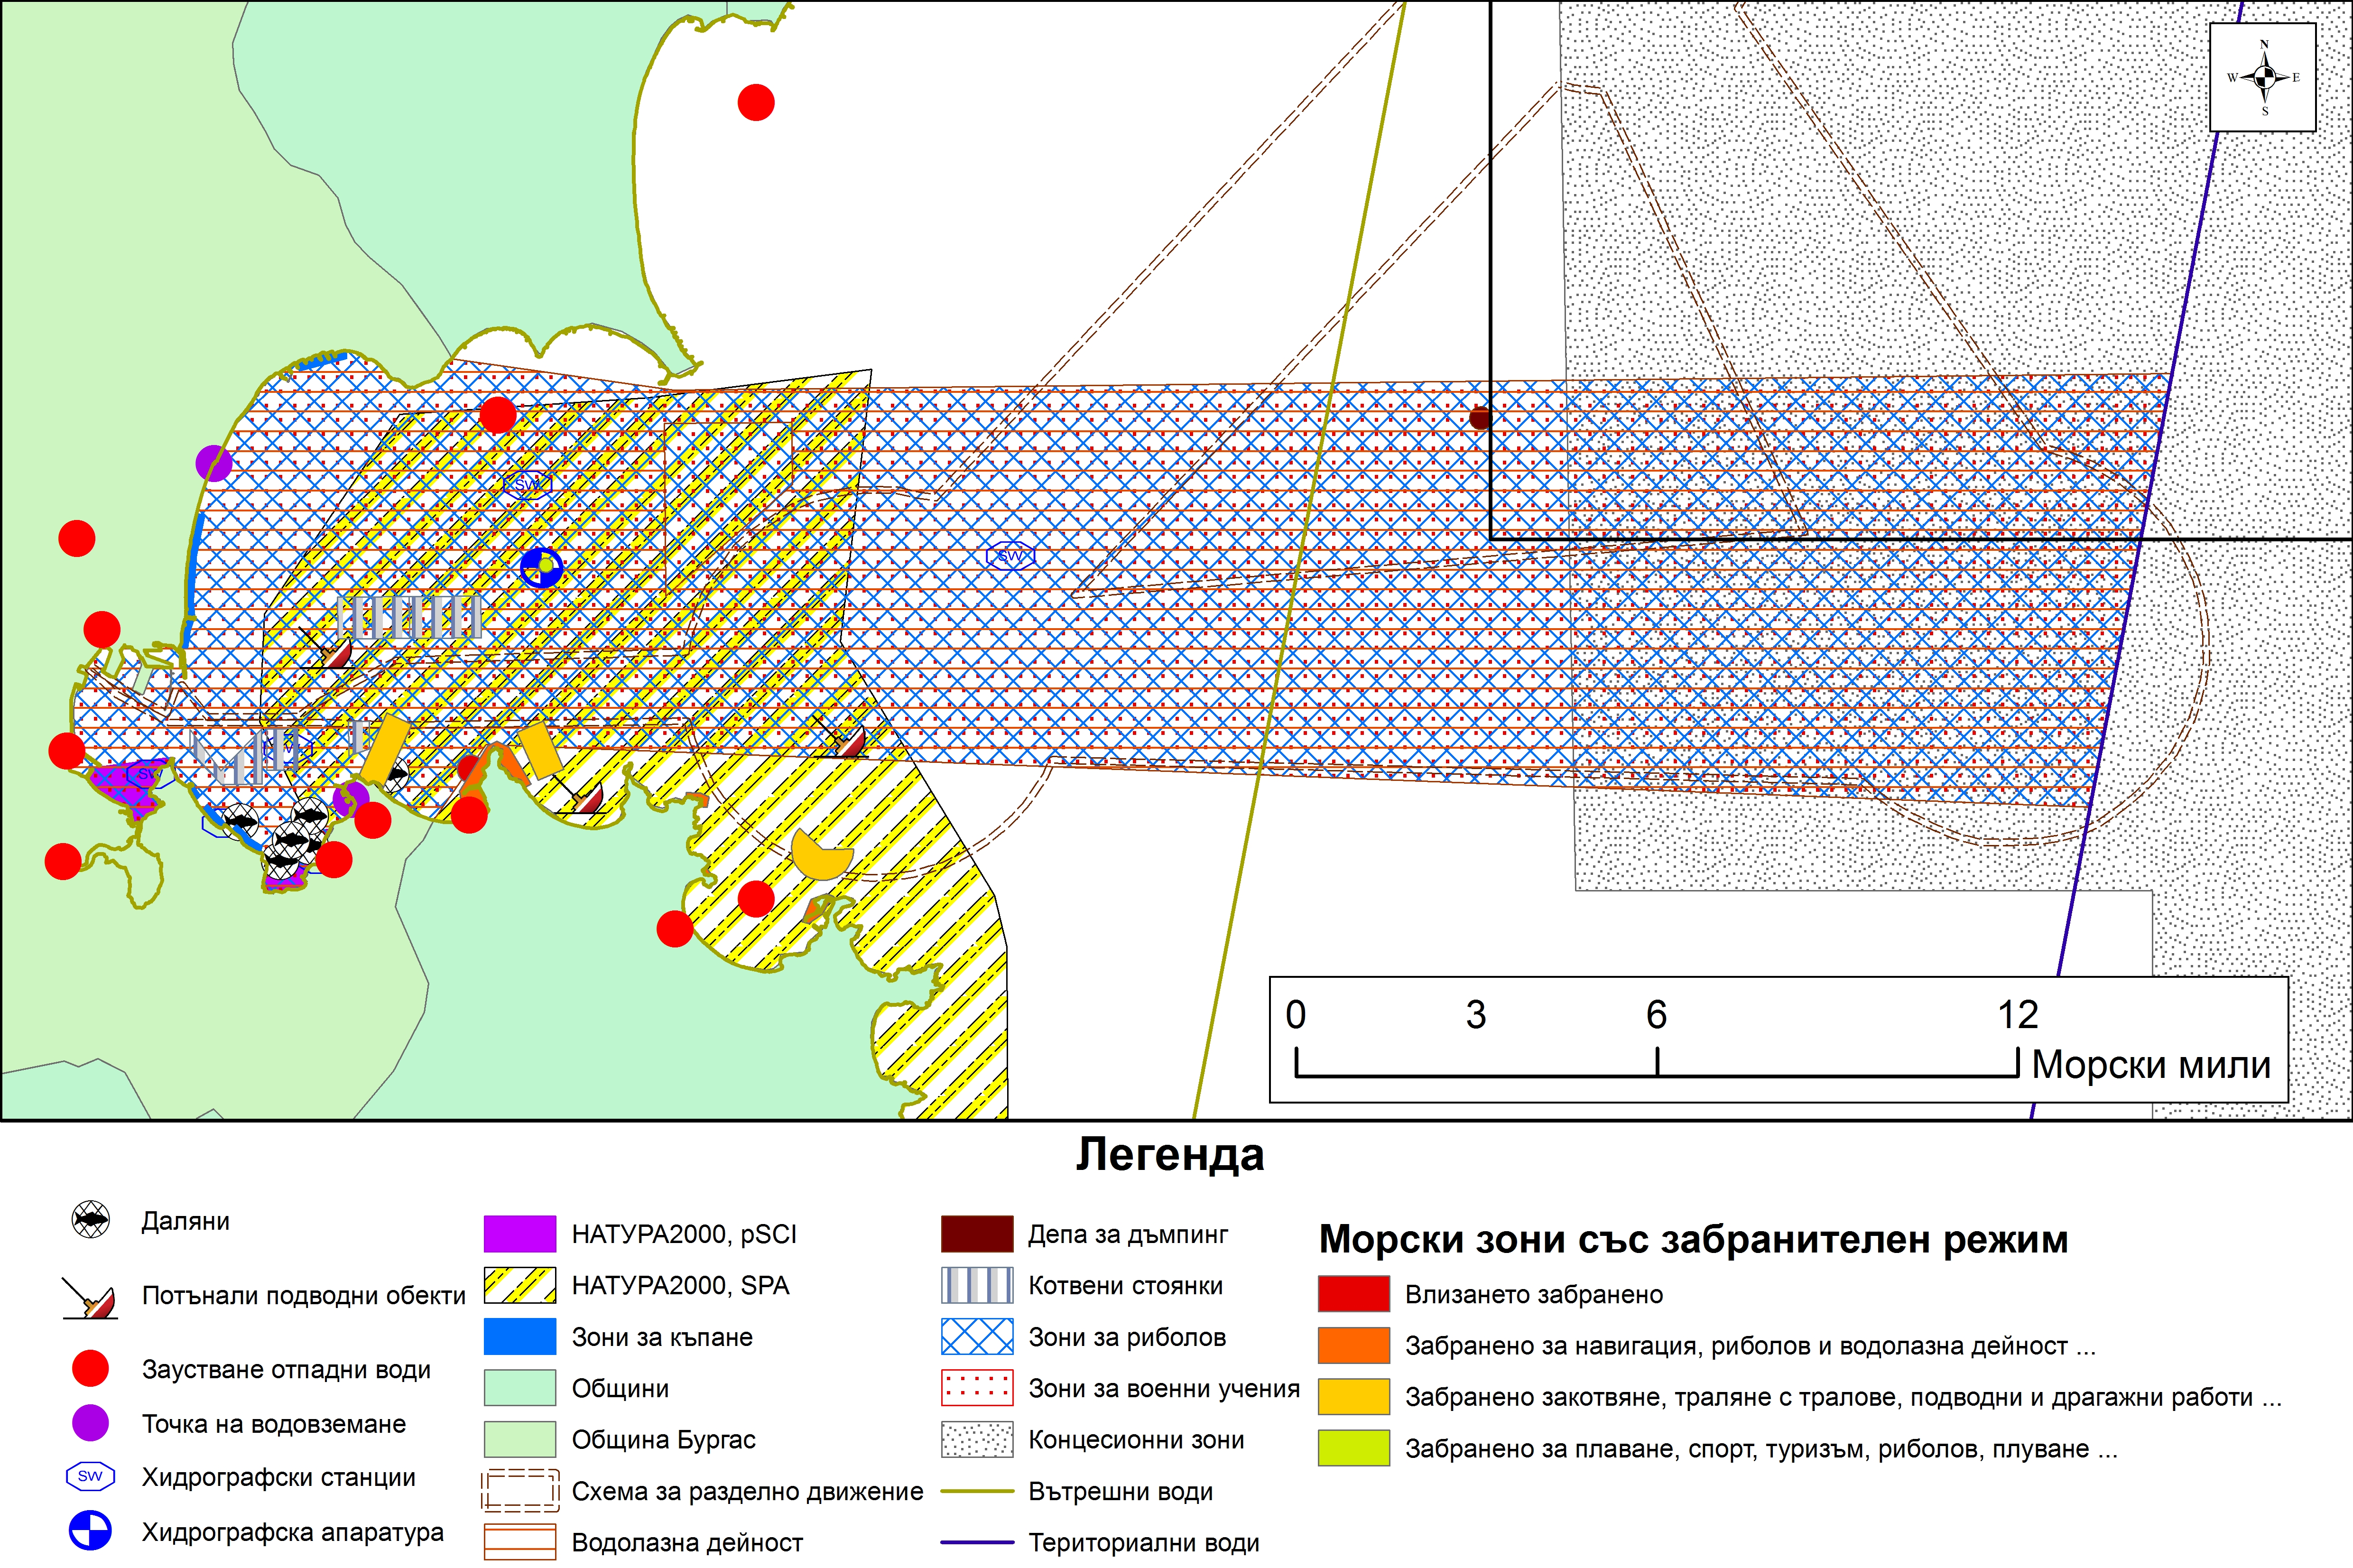 N
W E
S
SW
SW
SW
SW
0 3 6 12
Морски мили
Легенда
Даляни
Потънали подводни обекти
Заустване отпадни води
Точка на водовземане
SW Хидрографски станции
Хидрографска апаратура
НАТУРА2000, pSCI
НАТУРА2000, SPA
Зони за къпане
Общини
Община Бургас
Схема за разделно движение
Водолазна дейност
Депа за дъмпинг
Котвени стоянки
Зони за риболов
Зони за военни учения
Концесионни зони
Вътрешни води
Териториални води
Морски зони със забранителен режим
Влизането забранено
Забранено за навигация, риболов и водолазна дейност ...
Забранено закотвяне, траляне с тралове, подводни и драгажни работи ...
Забранено за плаване, спорт, туризъм, риболов, плуване ...